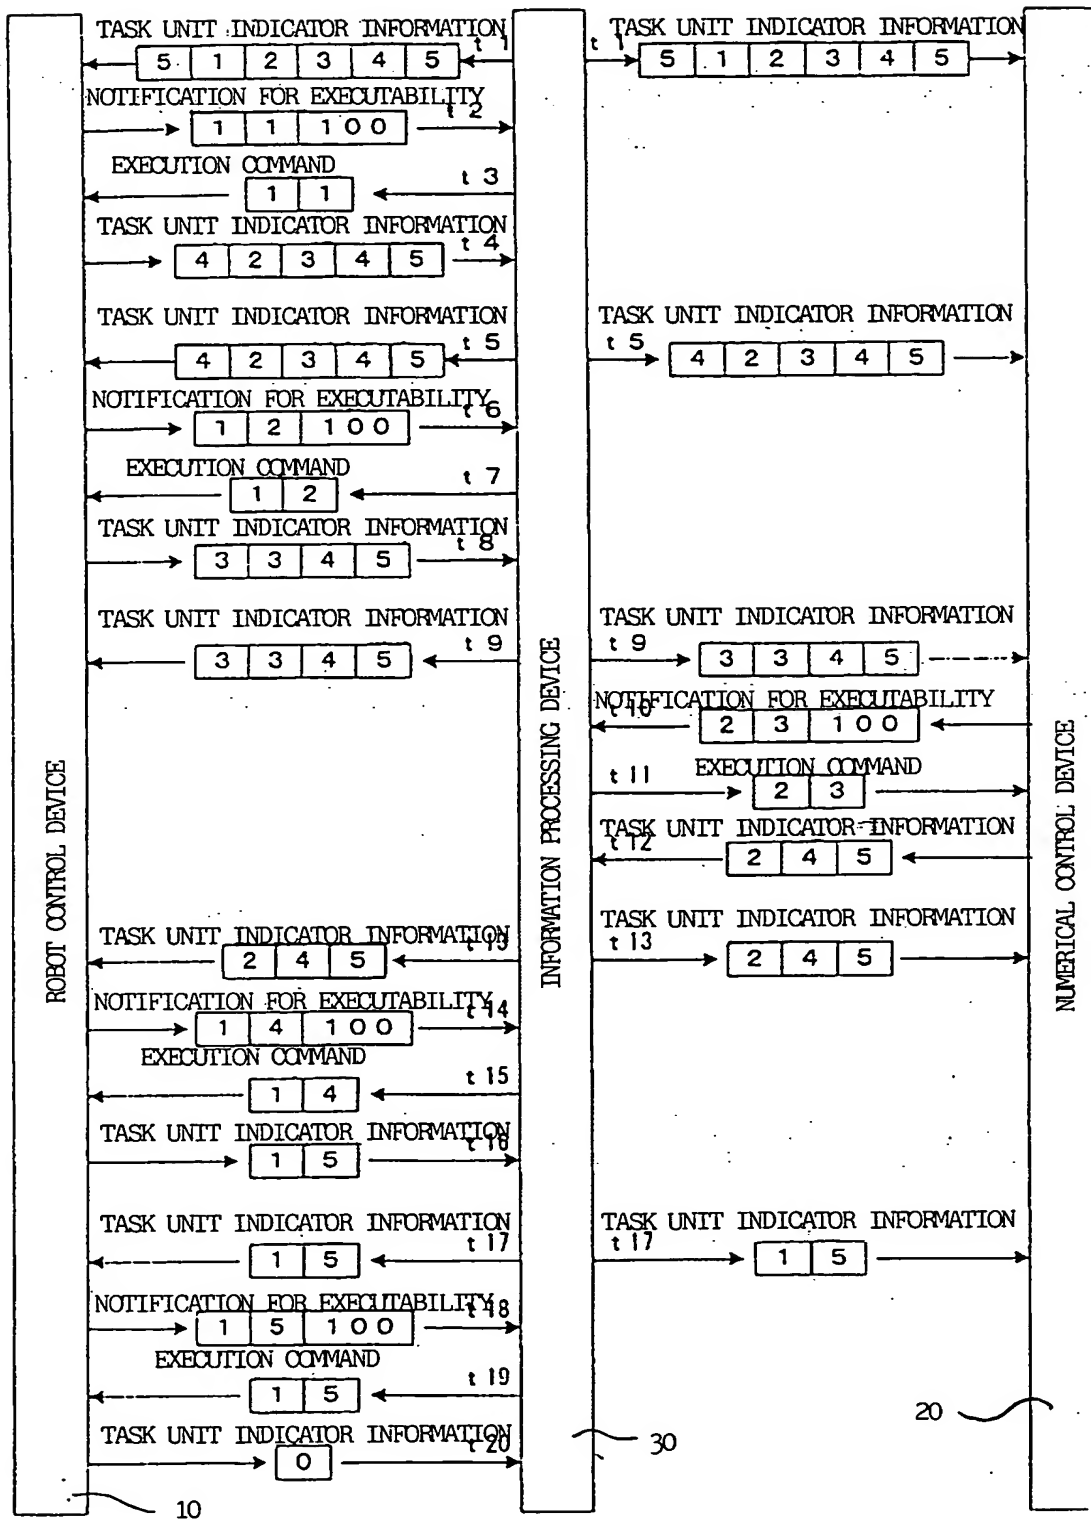 TASK UNIT INDICATOR INFORMATION
t 1
5 1 2 3 4 5
TASK UNIT INDICATOR INFORMATION
t 1
5 1 2 3 4 5
NOTIFICATION FOR EXECUTABILITY
t 2
1 1 100
EXECUTION COMMAND
t 3
1 1
TASK UNIT INDICATOR INFORMATION
t 4
4 2 3 4 5
TASK UNIT INDICATOR INFORMATION
t 5
4 2 3 4 5
TASK UNIT INDICATOR INFORMATION
t 5
4 2 3 4 5
NOTIFICATION FOR EXECUTABILITY
t 6
1 2 100
EXECUTION COMMAND
t 7
1 2
TASK UNIT INDICATOR INFORMATION
t 8
3 3 4 5
TASK UNIT INDICATOR INFORMATION
t 9
3 3 4 5
TASK UNIT INDICATOR INFORMATION
t 9
3 3 4 5
NOTIFICATION FOR EXECUTABILITY
t 10
2 3 100
EXECUTION COMMAND
t 11
2 3
TASK UNIT INDICATOR INFORMATION
t 12
2 4 5
TASK UNIT INDICATOR INFORMATION
t 13
2 4 5
TASK UNIT INDICATOR INFORMATION
t 13
2 4 5
NOTIFICATION FOR EXECUTABILITY
t 14
1 4 100
EXECUTION COMMAND
t 15
1 4
TASK UNIT INDICATOR INFORMATION
t 16
1 5
TASK UNIT INDICATOR INFORMATION
t 17
1 5
TASK UNIT INDICATOR INFORMATION
t 17
1 5
NOTIFICATION FOR EXECUTABILITY
t 18
1 5 100
EXECUTION COMMAND
t 19
1 5
TASK UNIT INDICATOR INFORMATION
t 20
0
ROBOT CONTROL DEVICE
INFORMATION PROCESSING DEVICE
NUMERICAL CONTROL DEVICE
10
30
20